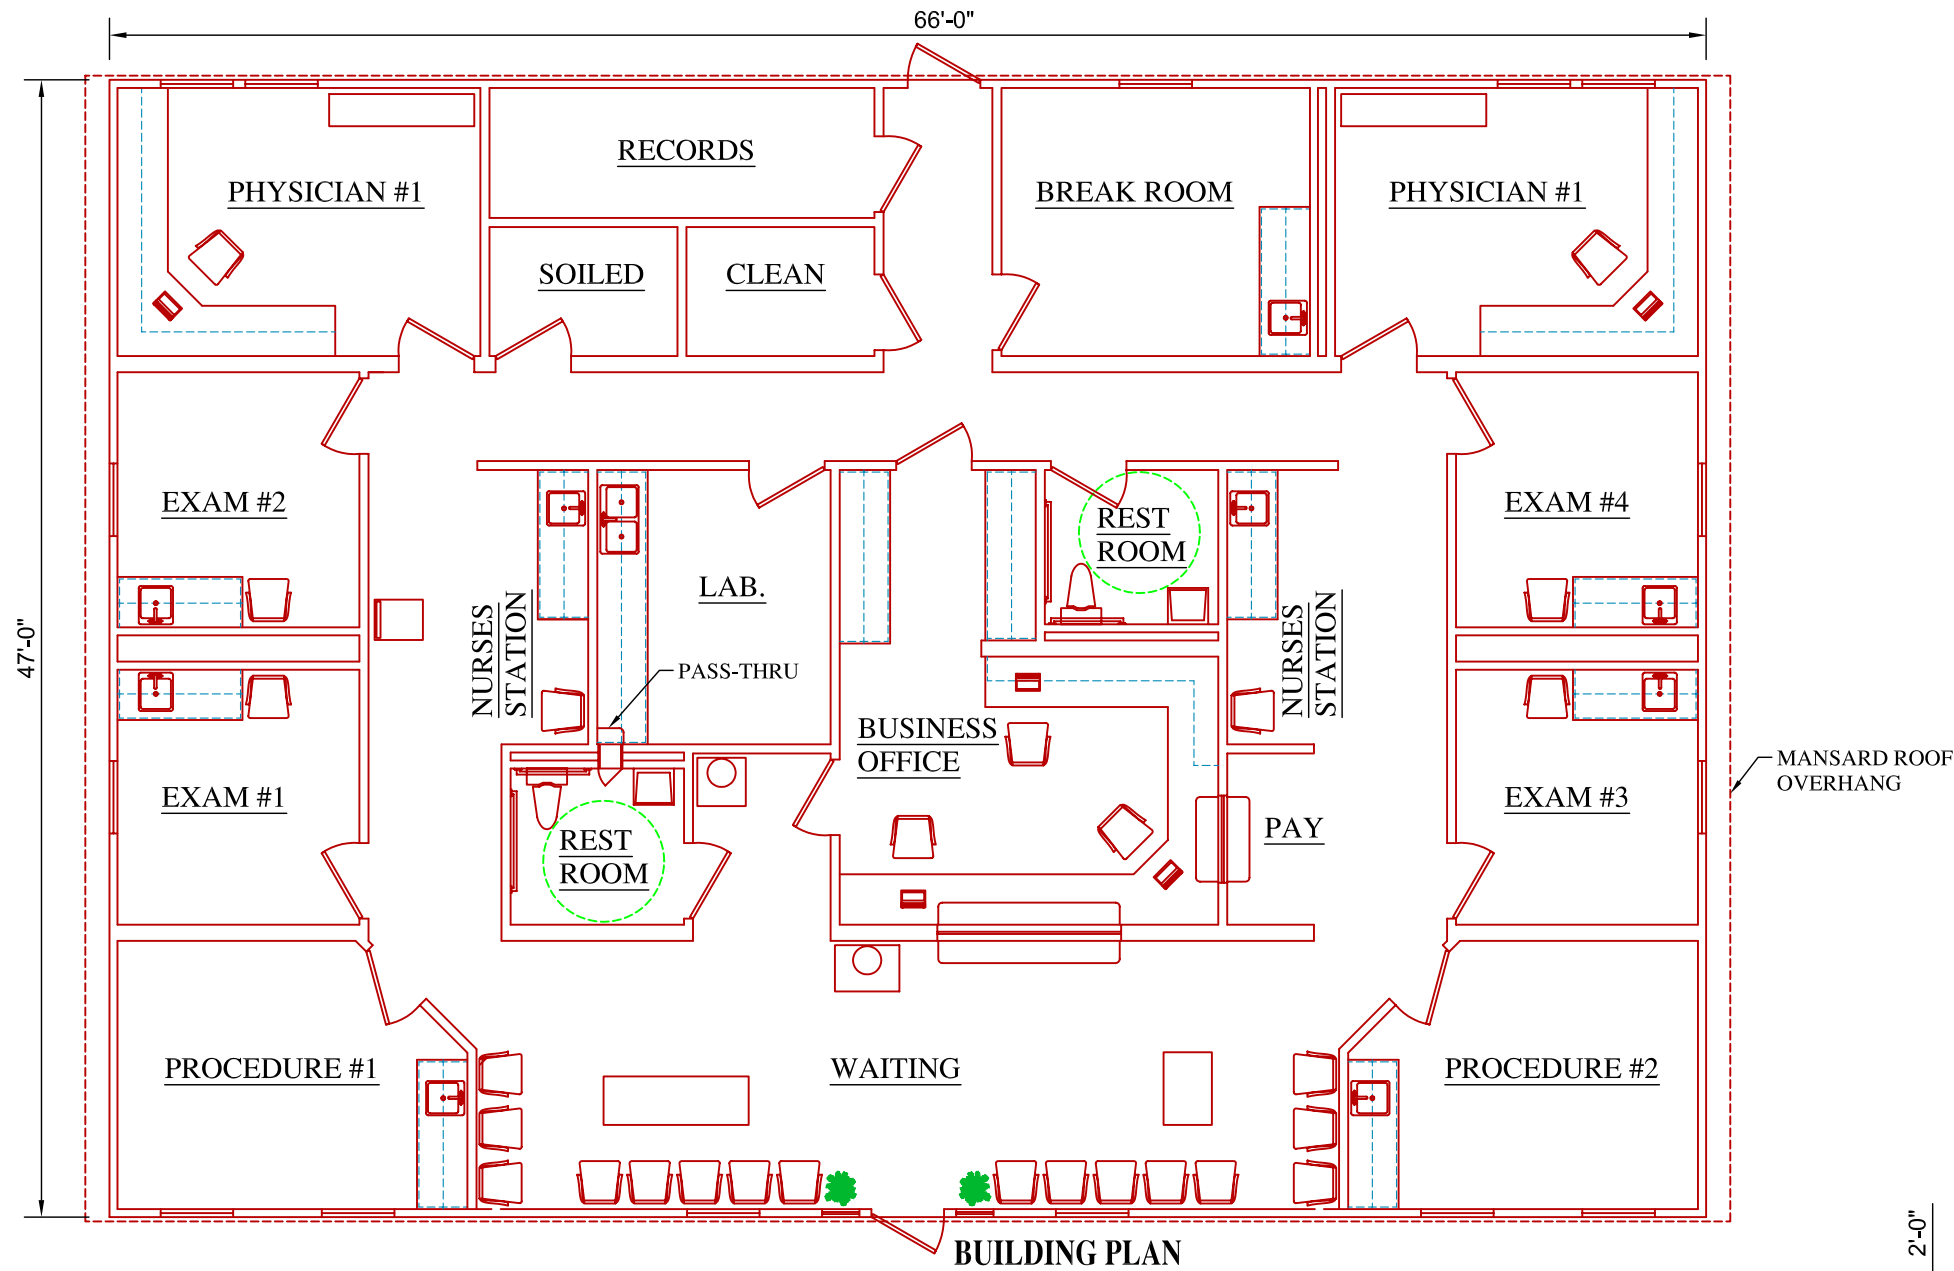 66'-0"
RECORDS
PHYSICIAN #1
BREAK ROOM
PHYSICIAN #1
SOILED
CLEAN
EXAM #2
REST
ROOM
EXAM #4
LAB.
47'-0"
NURSES
STATION
NURSES
STATION
PASS-THRU
BUSINESS
OFFICE
MANSARD ROOF
OVERHANG
EXAM #1
EXAM #3
PAY
REST
ROOM
PROCEDURE #1
WAITING
PROCEDURE #2
2'-0"
BUILDING PLAN